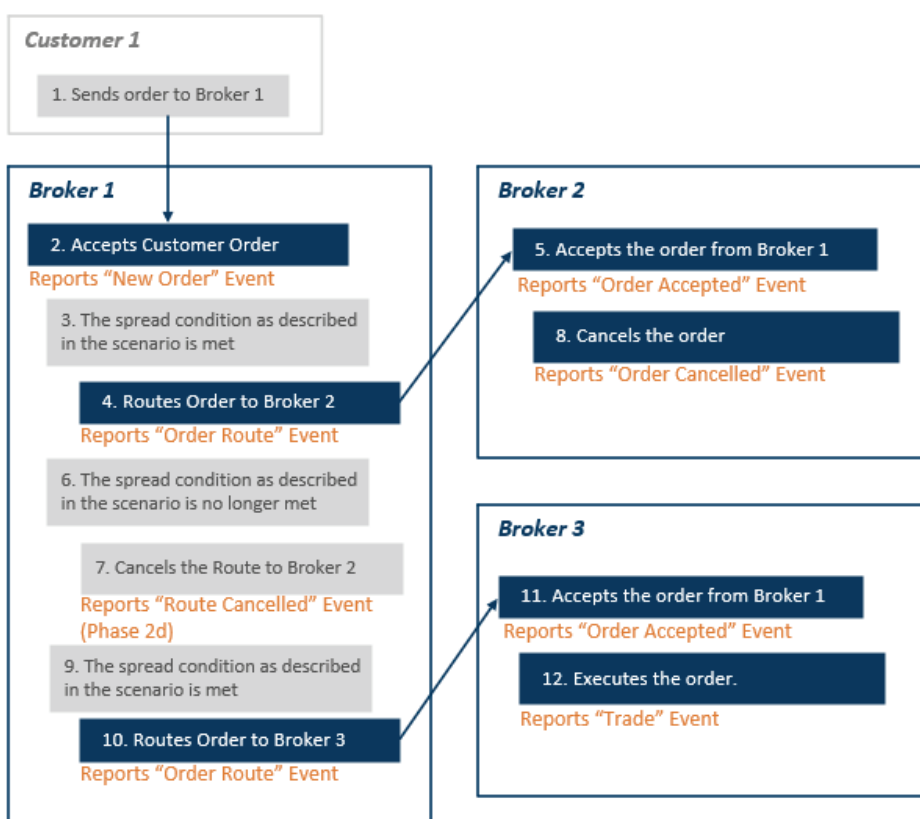 Customer 1
1. Sends order to Broker 1
Broker 1
2. Accepts Customer Order
Reports “New Order” Event
3. The spread condition as described
in the scenario is met
4. Routes Order to Broker 2
Reports “Order Route” Event
6. The spread condition as described
in the scenario is no longer met
7. Cancels the Route to Broker 2
Reports “Route Cancelled” Event
(Phase 2d)
9. The spread condition as described
in the scenario is met
10. Routes Order to Broker 3
Reports “Order Route” Event
Broker 2
5. Accepts the order from Broker 1
Reports “Order Accepted” Event
8. Cancels the order
Reports “Order Cancelled” Event
Broker 3
11. Accepts the order from Broker 1
Reports “Order Accepted” Event
12. Executes the order.
Reports “Trade” Event